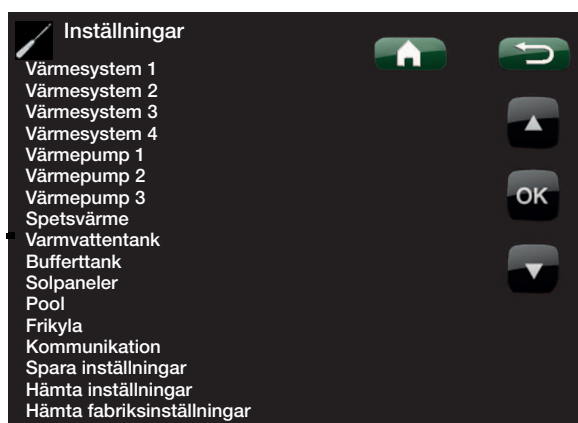 Inställningar
Värmesystem 1
Värmesystem 2
Värmesystem 3
Värmesystem 4
Värmepump 1
Värmepump 2
Värmepump 3
Spetsvärme
Varmvattentank
Bufferttank
Solpaneler
Pool
Frikyla
Kommunikation
Spara inställningar
Hämta inställningar
Hämta fabriksinställningar
OK